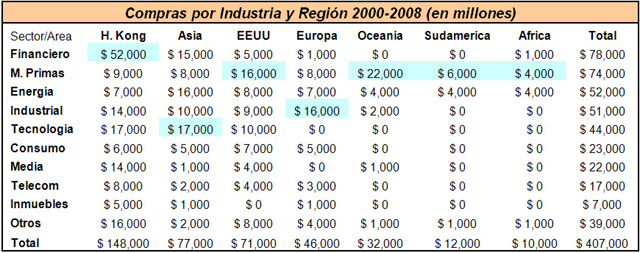 Compras por Industria y Región 2000-2008 (en millones)
Sector/Area H. Kong Asia EEUU Europa Oceania Sudamerica Africa Total
Financiero $ 52,000 $ 15,000 $ 5,000 $ 1,000 $ 0 $ 0 $ 1,000 $ 78,000
M. Primas $ 9,000 $ 8,000 $ 16,000 $ 8,000 $ 22,000 $ 6,000 $ 4,000 $ 74,000
Energía $ 7,000 $ 16,000 $ 8,000 $ 7,000 $ 4,000 $ 4,000 $ 4,000 $ 52,000
Industrial $ 14,000 $ 10,000 $ 9,000 $ 16,000 $ 2,000 $ 0 $ 0 $ 51,000
Tecnología $ 17,000 $ 17,000 $ 10,000 $ 0 $ 0 $ 0 $ 0 $ 44,000
Consumo $ 6,000 $ 5,000 $ 7,000 $ 5,000 $ 0 $ 0 $ 0 $ 23,000
Media $ 14,000 $ 1,000 $ 4,000 $ 0 $ 1,000 $ 0 $ 0 $ 22,000
Telecom $ 8,000 $ 2,000 $ 4,000 $ 3,000 $ 0 $ 0 $ 0 $ 17,000
Inmuebles $ 5,000 $ 1,000 $ 0 $ 1,000 $ 0 $ 0 $ 0 $ 7,000
Otros $ 16,000 $ 2,000 $ 8,000 $ 4,000 $ 1,000 $ 1,000 $ 1,000 $ 39,000
Total $ 148,000 $ 77,000 $ 71,000 $ 46,000 $ 32,000 $ 12,000 $ 10,000 $ 407,000